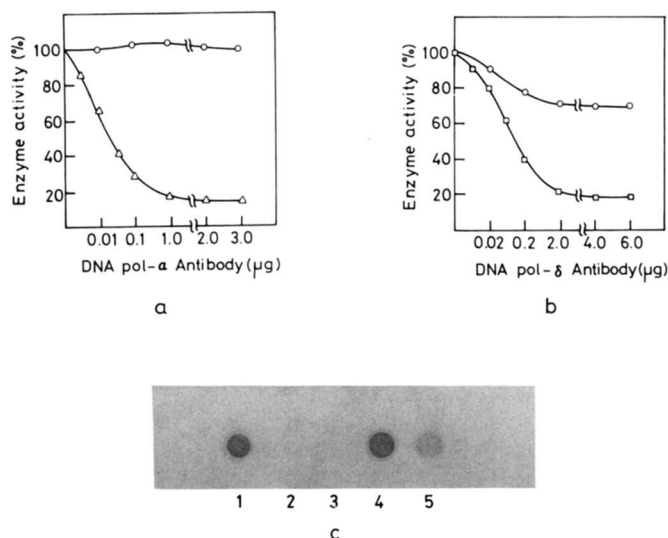 Enzyme activity (%)
100
80
60
40
20
0.01 0.1 1.0 2.0 3.0
DNA pol-α Antibody (µg)
a
Enzyme activity (%)
100
80
60
40
20
0.02 0.2 2.0 4.0 6.0
DNA pol-δ Antibody (µg)
b
1 2 3 4 5
c